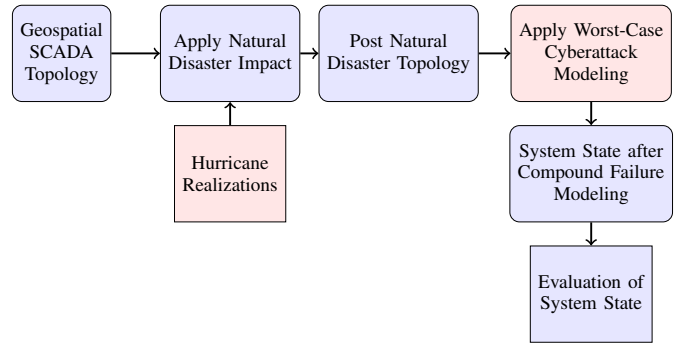 Geospatial
SCADA
Topology
Apply Natural
Disaster Impact
Post Natural
Disaster Topology
Apply Worst-Case
Cyberattack
Modeling
Hurricane
Realizations
System State after
Compound Failure
Modeling
Evaluation of
System State